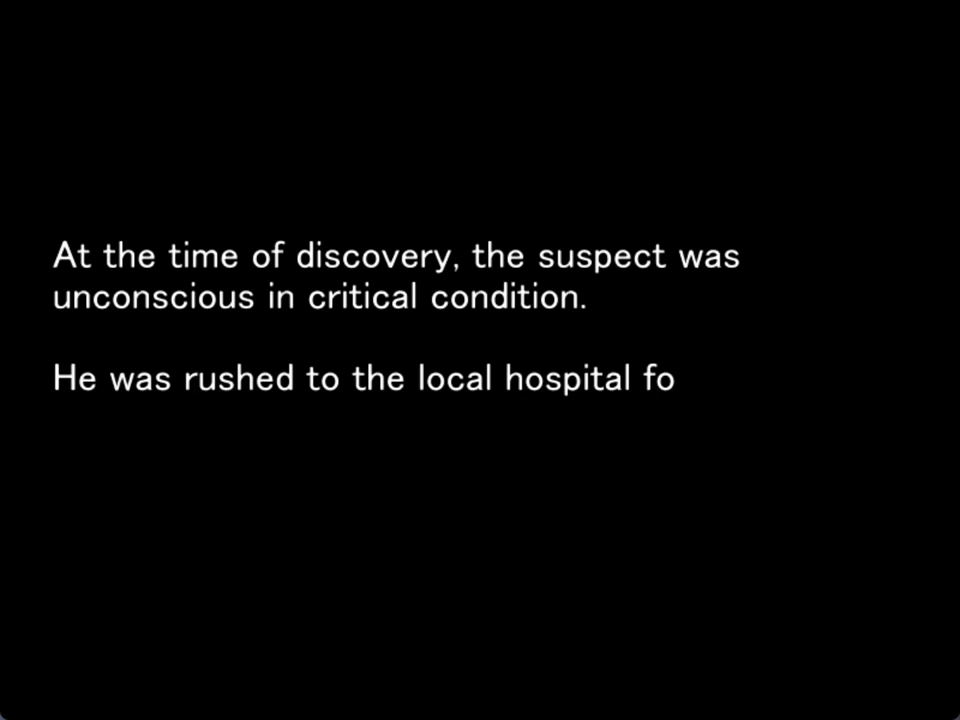 At the time of discovery, the suspect was
unconscious in critical condition.
He was rushed to the local hospital fo